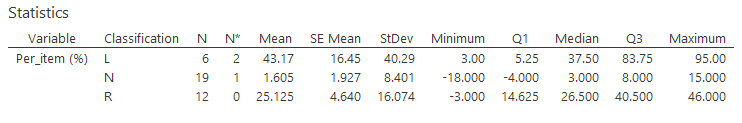 Statistics
Variable Classification N N* Mean SE Mean StDev Minimum Q1 Median Q3 Maximum
Per_item (%) L 6 2 43.17 16.45 40.29 3.00 5.25 37.50 83.75 95.00
N 19 1 1.605 1.927 8.401 -18.000 -4.000 3.000 8.000 15.000
R 12 0 25.125 4.640 16.074 -3.000 14.625 26.500 40.500 46.000